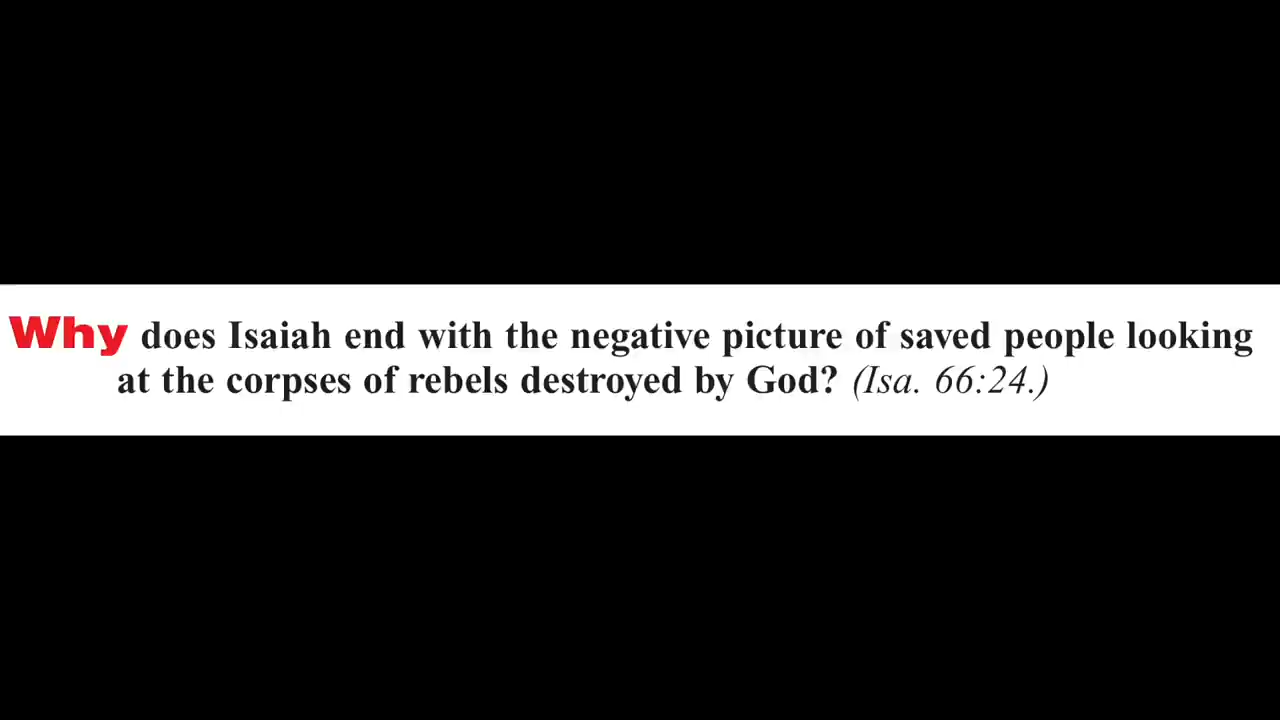 Why does Isaiah end with the negative picture of saved people looking
at the corpses of rebels destroyed by God? (Isa. 66:24.)